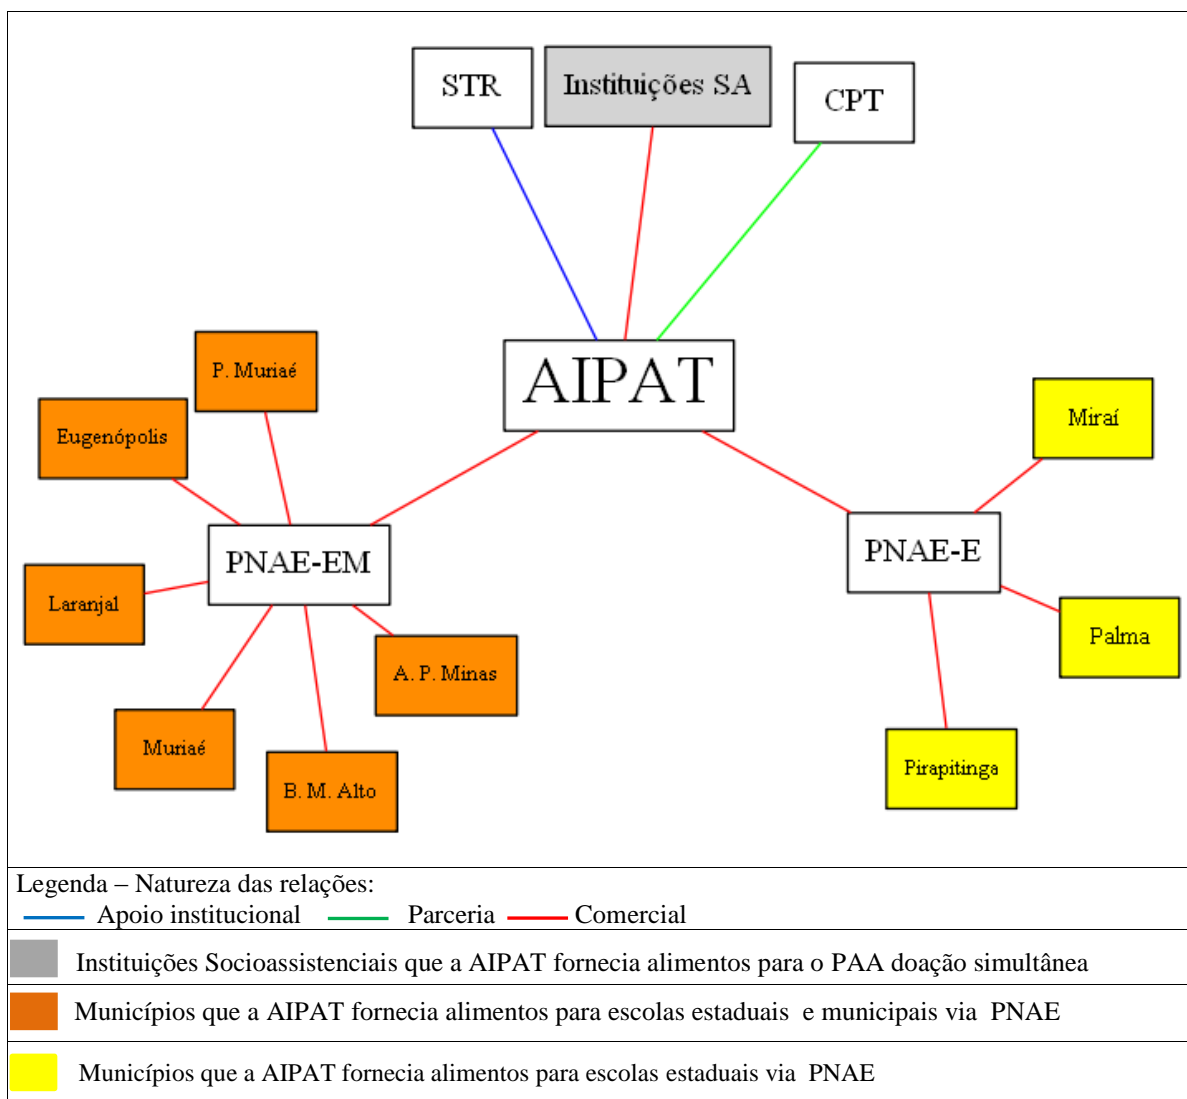 STR
Instituições SA
CPT
AIPAT
P. Muriaé
Eugenópolis
Miraí
PNAE-EM
PNAE-E
Laranjal
Palma
A. P. Minas
Muriaé
B. M. Alto
Pirapitinga
Legenda – Natureza das relações:
Apoio institucional Parceria Comercial
Instituições Socioassistenciais que a AIPAT fornecia alimentos para o PAA doação simultânea
Municípios que a AIPAT fornecia alimentos para escolas estaduais e municipais via PNAE
Municípios que a AIPAT fornecia alimentos para escolas estaduais via PNAE